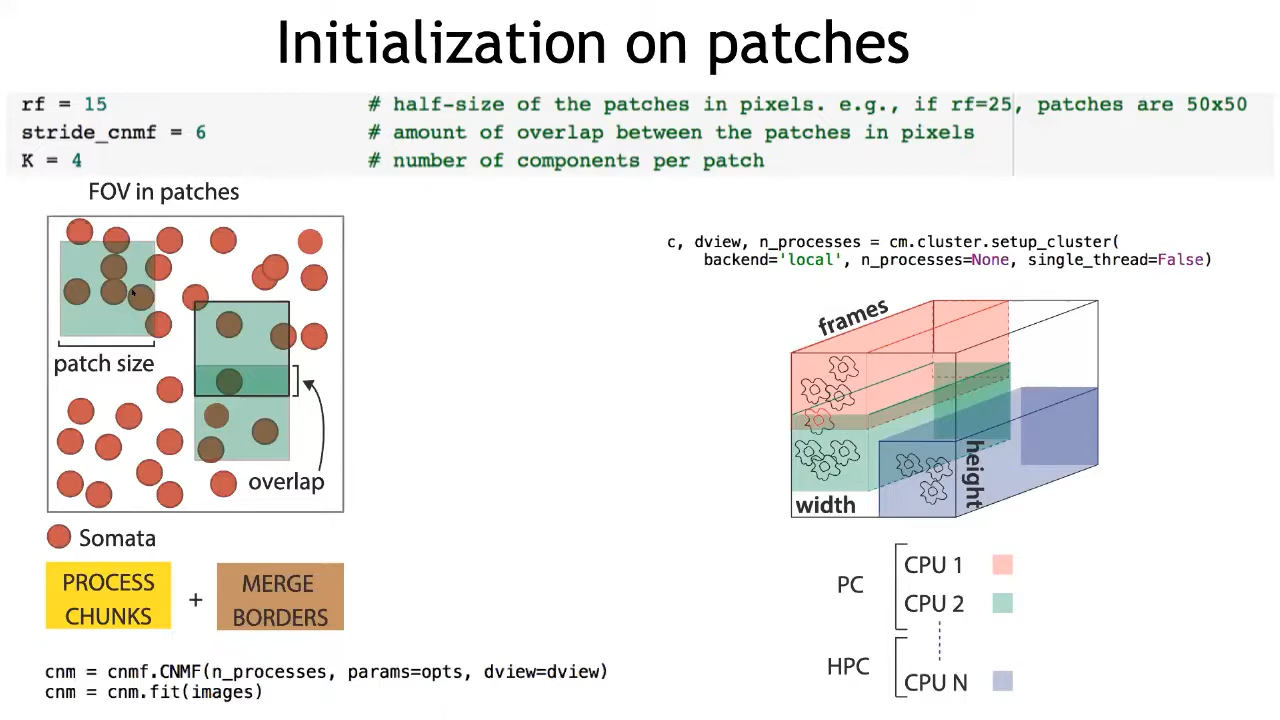 Initialization on patches
rf = 15 # half-size of the patches in pixels. e.g., if rf=25, patches are 50x50
stride_cnmf = 6 # amount of overlap between the patches in pixels
K = 4 # number of components per patch
FOV in patches
patch size
overlap
Somata
PROCESS
CHUNKS
+
MERGE
BORDERS
cnm = cnmf.CNMF(n_processes, params=opts, dview=dview)
cnm = cnm.fit(images)
c, dview, n_processes = cm.cluster.setup_cluster(
backend='local', n_processes=None, single_thread=False)
frames
height
width
PC
CPU 1
CPU 2
HPC
CPU N